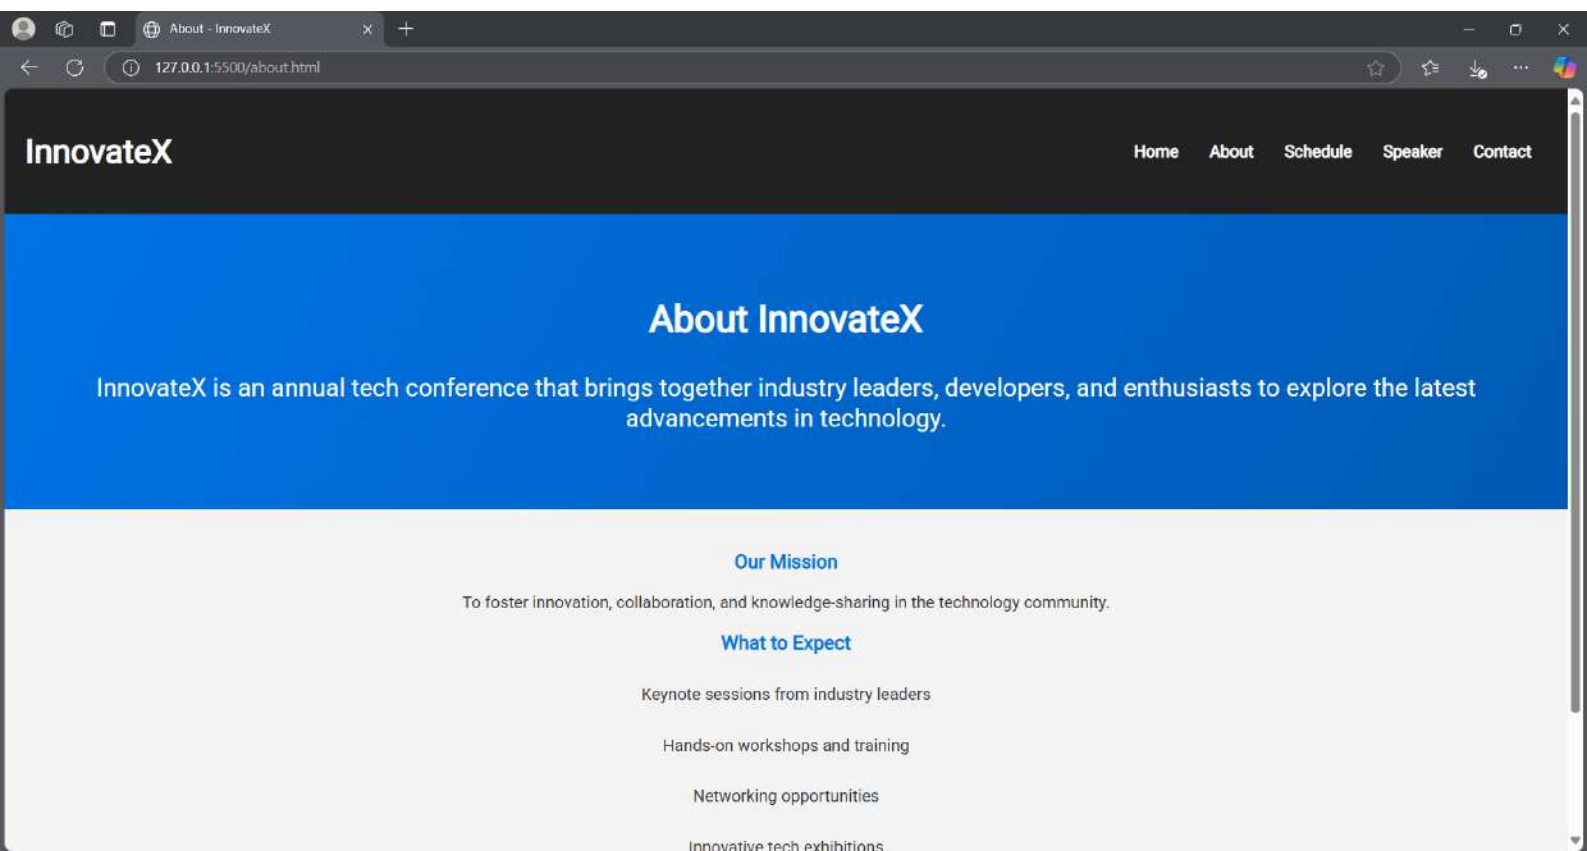 About - InnovateX
127.0.0.1:5500/about.html
InnovateX
Home About Schedule Speaker Contact
About InnovateX
InnovateX is an annual tech conference that brings together industry leaders, developers, and enthusiasts to explore the latest
advancements in technology.
Our Mission
To foster innovation, collaboration, and knowledge-sharing in the technology community.
What to Expect
Keynote sessions from industry leaders
Hands-on workshops and training
Networking opportunities
Innovative tech exhibitions